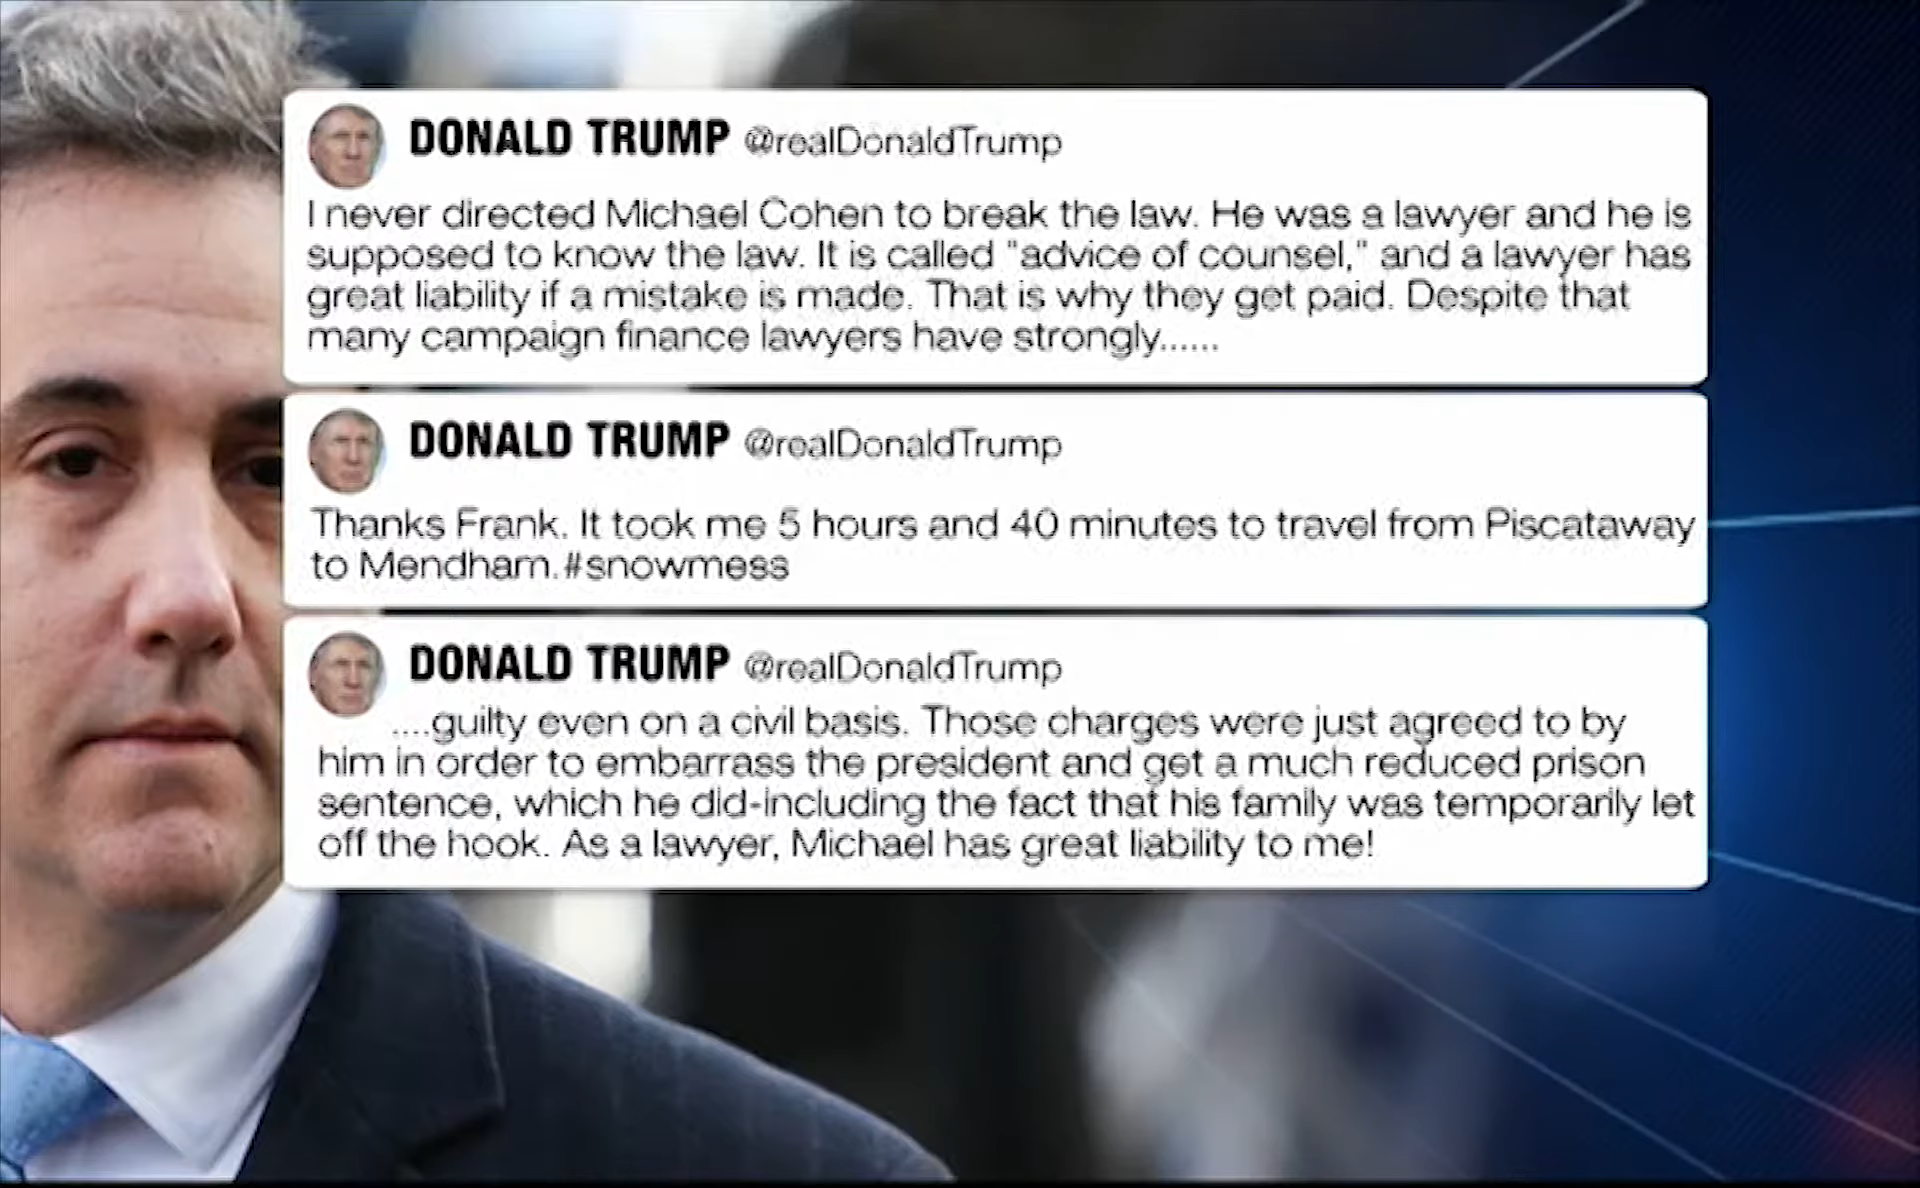 DONALD TRUMP @realDonaldTrump
I never directed Michael Cohen to break the law. He was a lawyer and he is
supposed to know the law. It is called "advice of counsel," and a lawyer has
great liability if a mistake is made. That is why they get paid. Despite that
many campaign finance lawyers have strongly......
DONALD TRUMP @realDonaldTrump
Thanks Frank. It took me 5 hours and 40 minutes to travel from Piscataway
to Mendham.#snowmess
DONALD TRUMP @realDonaldTrump
....guilty even on a civil basis. Those charges were just agreed to by
him in order to embarrass the president and get a much reduced prison
sentence, which he did-including the fact that his family was temporarily let
off the hook. As a lawyer, Michael has great liability to me!